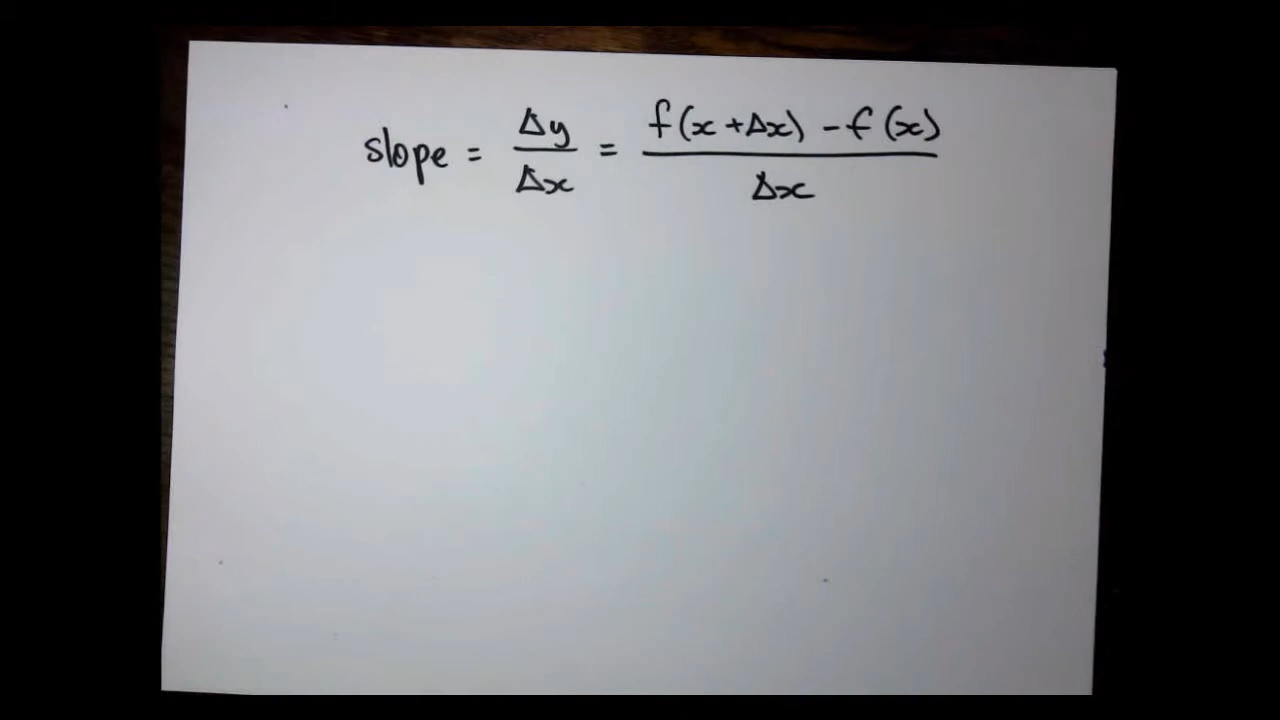 slope = Δy/Δx = (f(x+Δx) - f(x))/Δx